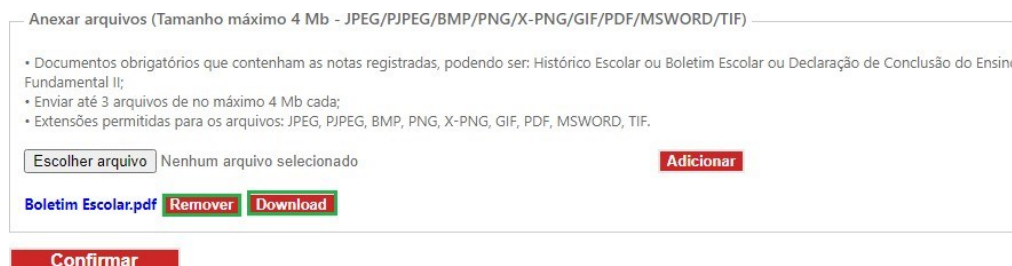 Anexar arquivos (Tamanho máximo 4 Mb - JPEG/PJPEG/BMP/PNG/X-PNG/GIF/PDF/MSWORD/TIF)
• Documentos obrigatórios que contenham as notas registradas, podendo ser: Histórico Escolar ou Boletim Escolar ou Declaração de Conclusão do Ensino
Fundamental II;
• Enviar até 3 arquivos de no máximo 4 Mb cada;
• Extensões permitidas para os arquivos: JPEG, PJPEG, BMP, PNG, X-PNG, GIF, PDF, MSWORD, TIF.
Escolher arquivo Nenhum arquivo selecionado Adicionar
Boletim Escolar.pdf Remover Download
Confirmar